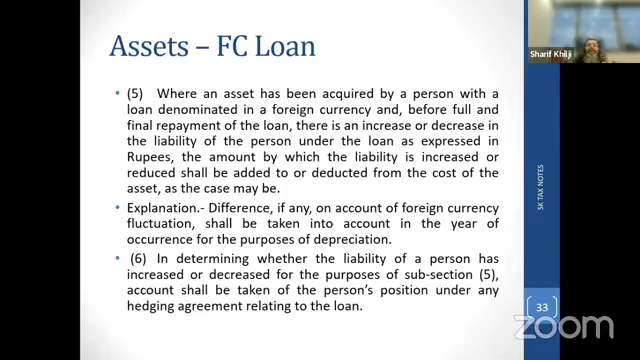 Assets – FC Loan
Sharif Khilji
• (5) Where an asset has been acquired by a person with a
loan denominated in a foreign currency and, before full and
final repayment of the loan, there is an increase or decrease in
the liability of the person under the loan as expressed in
Rupees, the amount by which the liability is increased or
reduced shall be added to or deducted from the cost of the
asset, as the case may be.
• Explanation.- Difference, if any, on account of foreign currency
fluctuation, shall be taken into account in the year of
occurrence for the purposes of depreciation.
• (6) In determining whether the liability of a person has
increased or decreased for the purposes of sub-section (5),
account shall be taken of the person's position under any
hedging agreement relating to the loan.
SK TAX NOTES
33
zoom